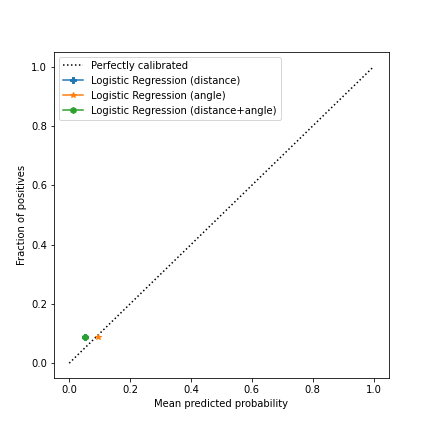 Perfectly calibrated
Logistic Regression (distance)
Logistic Regression (angle)
Logistic Regression (distance+angle)
1.0
0.8
0.6
0.4
0.2
0.0
Fraction of positives
0.0 0.2 0.4 0.6 0.8 1.0
Mean predicted probability